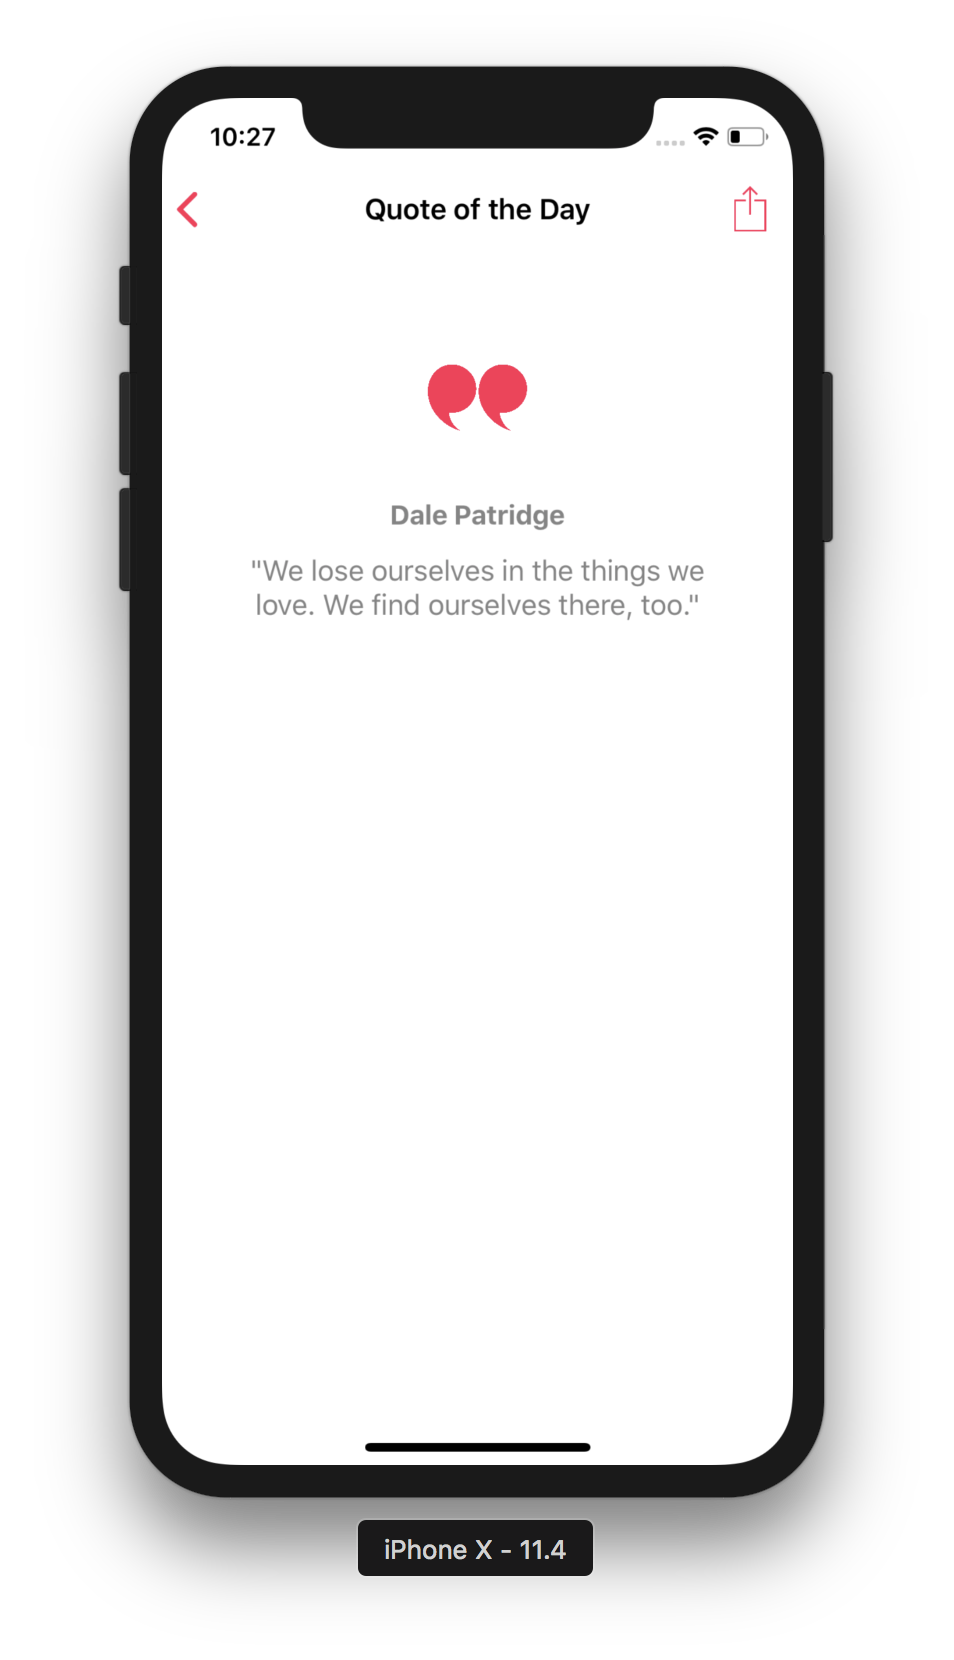 10:27
Quote of the Day
Dale Patridge
"We lose ourselves in the things we
love. We find ourselves there, too."
iPhone X - 11.4